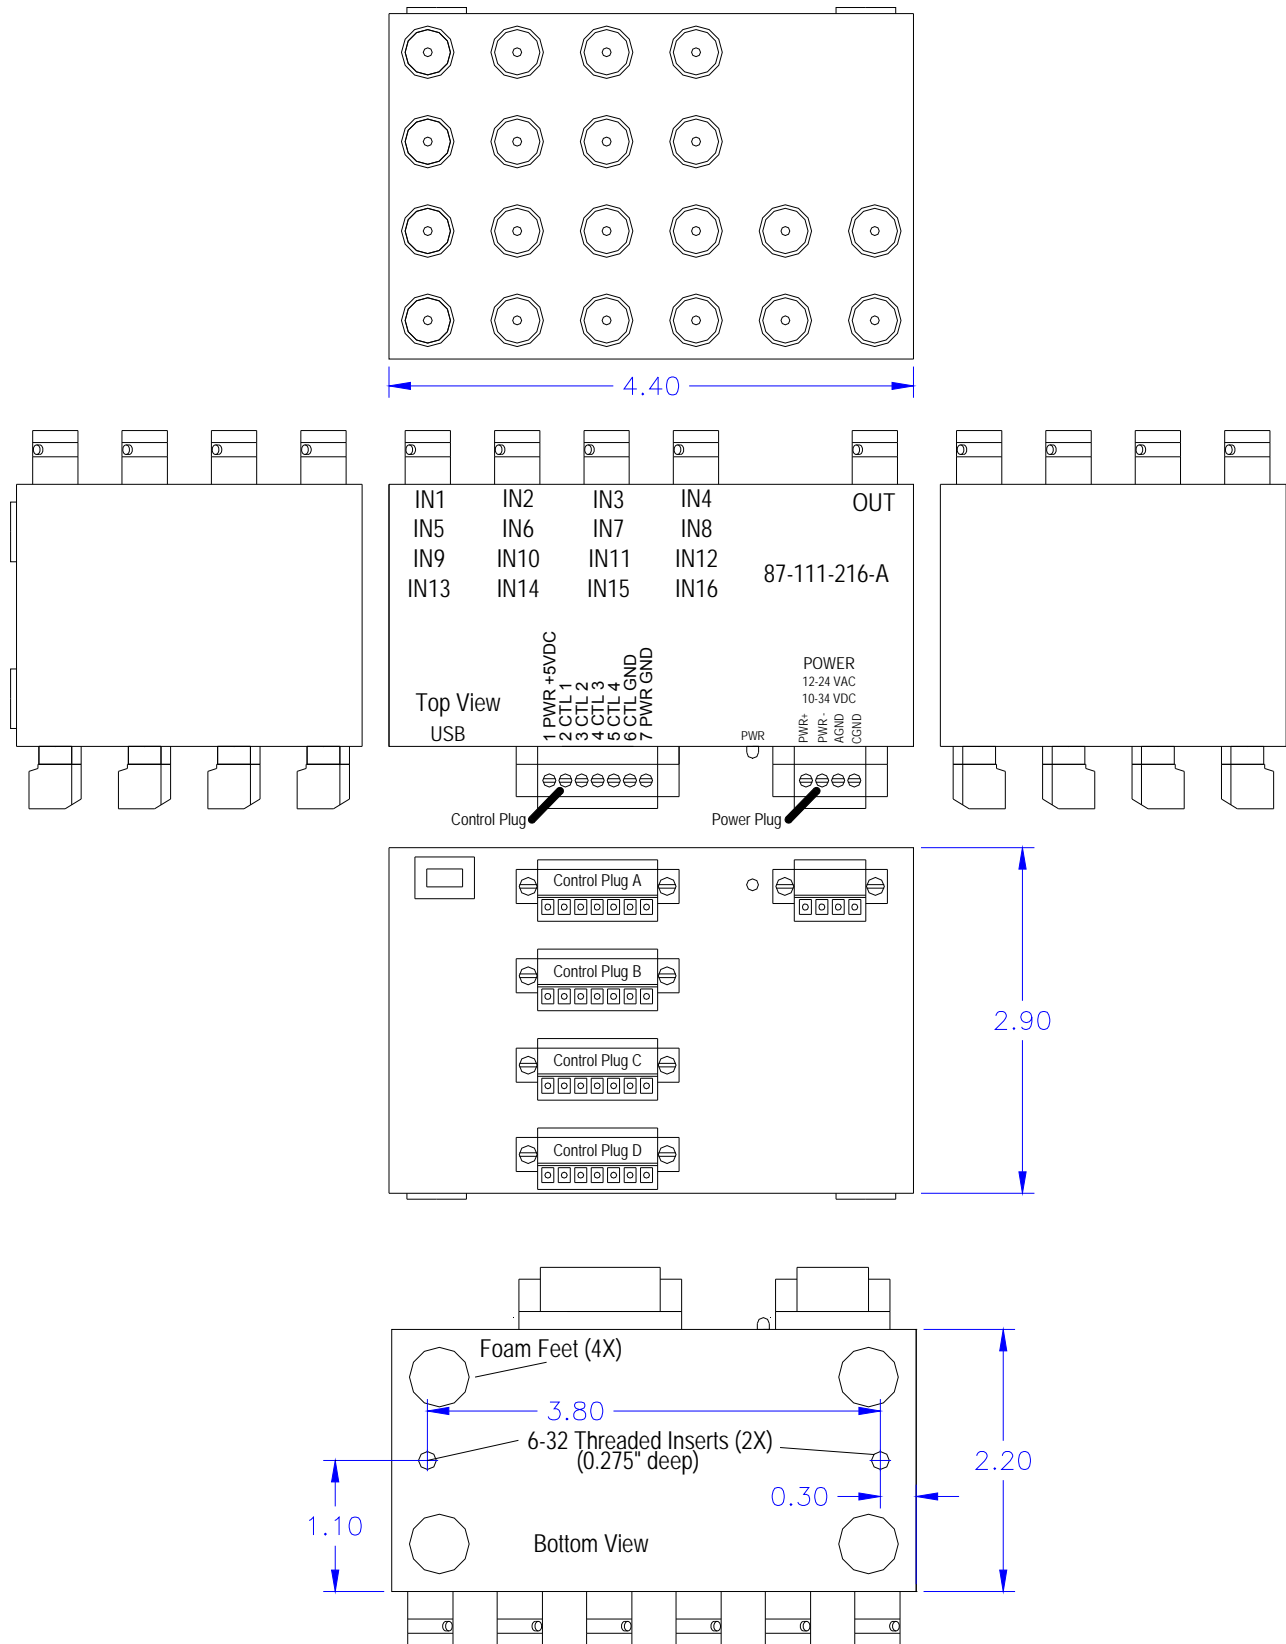 4.40
IN1 IN2 IN3 IN4 OUT
IN5 IN6 IN7 IN8
IN9 IN10 IN11 IN12
87-111-216-A
IN13 IN14 IN15 IN16
1 PWR +5VDC
2 CTL 1
3 CTL 2
4 CTL 3
5 CTL 4
6 CTL GND
7 PWR GND
POWER
12-24 VAC
10-34 VDC
PWR+
PWR -
AGND
CGND
Top View
USB
PWR
Control Plug
Power Plug
Control Plug A
Control Plug B
Control Plug C
Control Plug D
2.90
Foam Feet (4X)
3.80
6-32 Threaded Inserts (2X)
(0.275" deep)
2.20
0.30
1.10
Bottom View